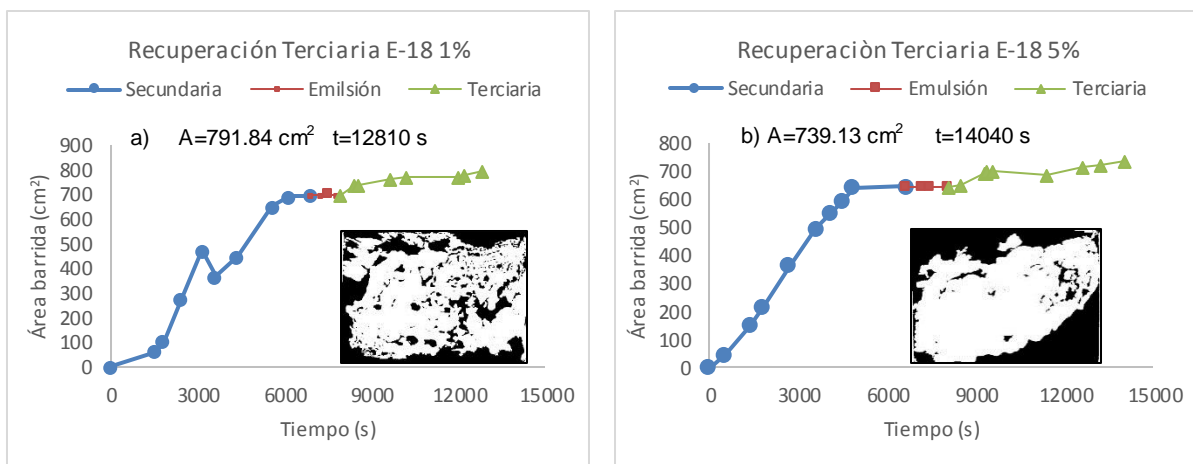 Recuperación Terciaria E-18 1%
Secundaria Emilsión Terciaria
a) A=791.84 cm² t=12810 s
900
800
700
600
500
400
300
200
100
0
Área barrida (cm²)
0 3000 6000 9000 12000 15000
Tiempo (s)
Recuperaciòn Terciaria E-18 5%
Secundaria Emulsión Terciaria
b) A=739.13 cm² t=14040 s
800
700
600
500
400
300
200
100
0
Área barrida (cm²)
0 3000 6000 9000 12000 15000
Tiempo (s)